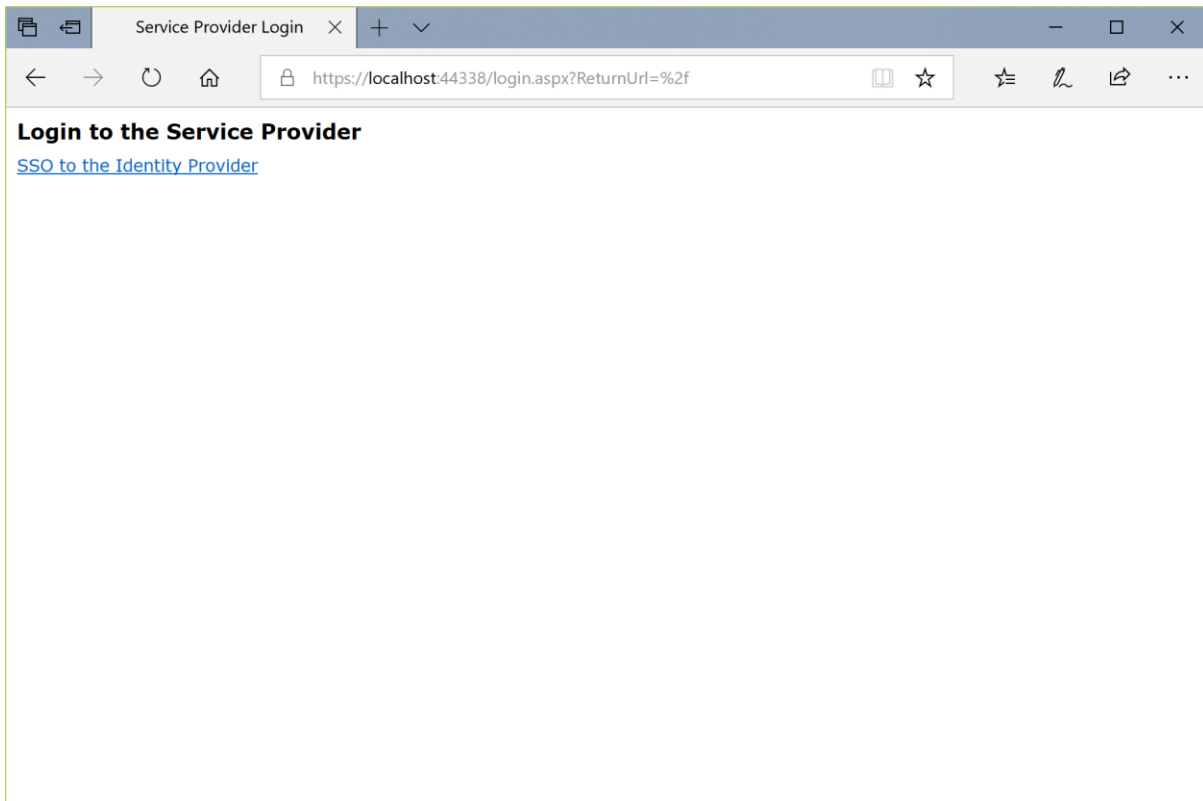 Service Provider Login
https://localhost:44338/login.aspx?ReturnUrl=%2f
Login to the Service Provider
SSO to the Identity Provider